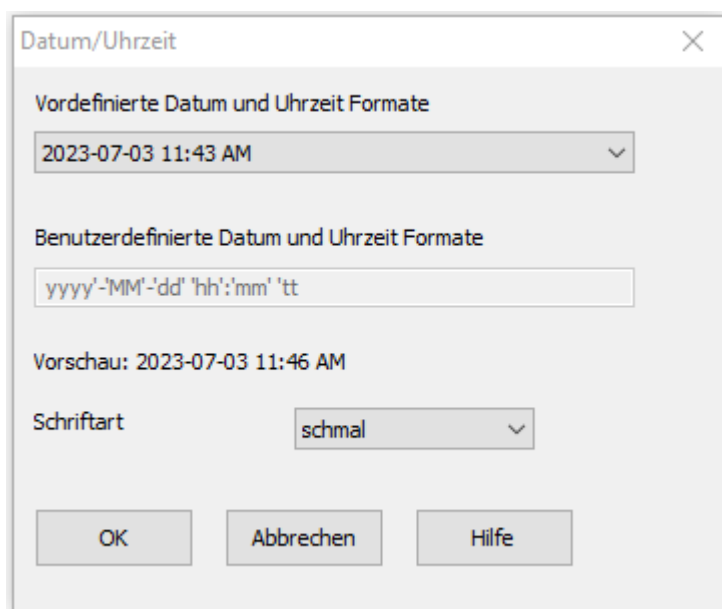 Datum/Uhrzeit
Vordefinierte Datum und Uhrzeit Formate
2023-07-03 11:43 AM
Benutzerdefinierte Datum und Uhrzeit Formate
yyyy'-'MM'-'dd' 'hh':'mm' 'tt
Vorschau: 2023-07-03 11:46 AM
Schriftart schmal
OK Abbrechen Hilfe